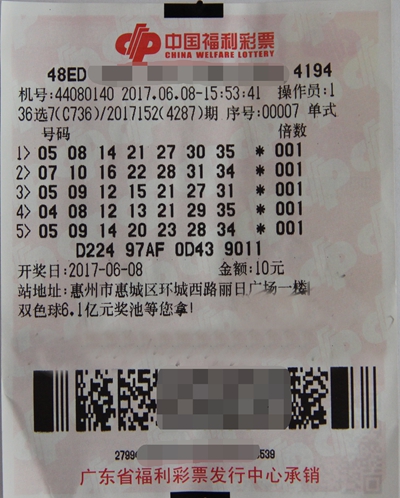 中国福利彩票
CHINA WELFARE LOTTERY
48ED 4194
机号:44080140 2017.06.08-15:53:41 操作员:1
36选7(C736)/2017152(4287)期 序号:00007 单式
号码 倍数
1> 05 08 14 21 27 30 35 * 001
2> 07 10 16 22 28 31 34 * 001
3> 05 09 12 15 21 27 31 * 001
4> 04 08 12 13 21 29 35 * 001
5> 05 09 14 20 23 28 34 * 001
D224 97AF 0D43 9011
开奖日:2017-06-08 金额:10元
站地址:惠州市惠城区环城西路丽日广场一楼
双色球6.1亿元奖池等您拿!
2799 539
广东省福利彩票发行中心承销